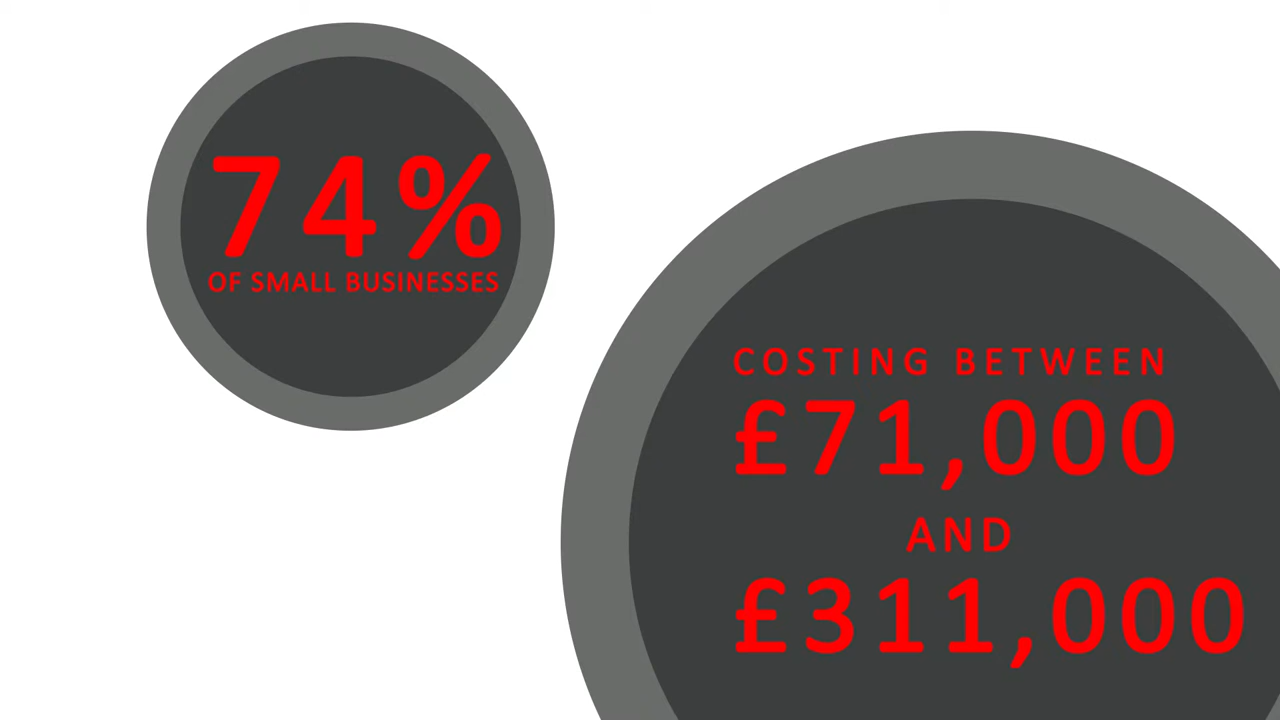 74%
OF SMALL BUSINESSES
COSTING BETWEEN
£71,000
AND
£311,000